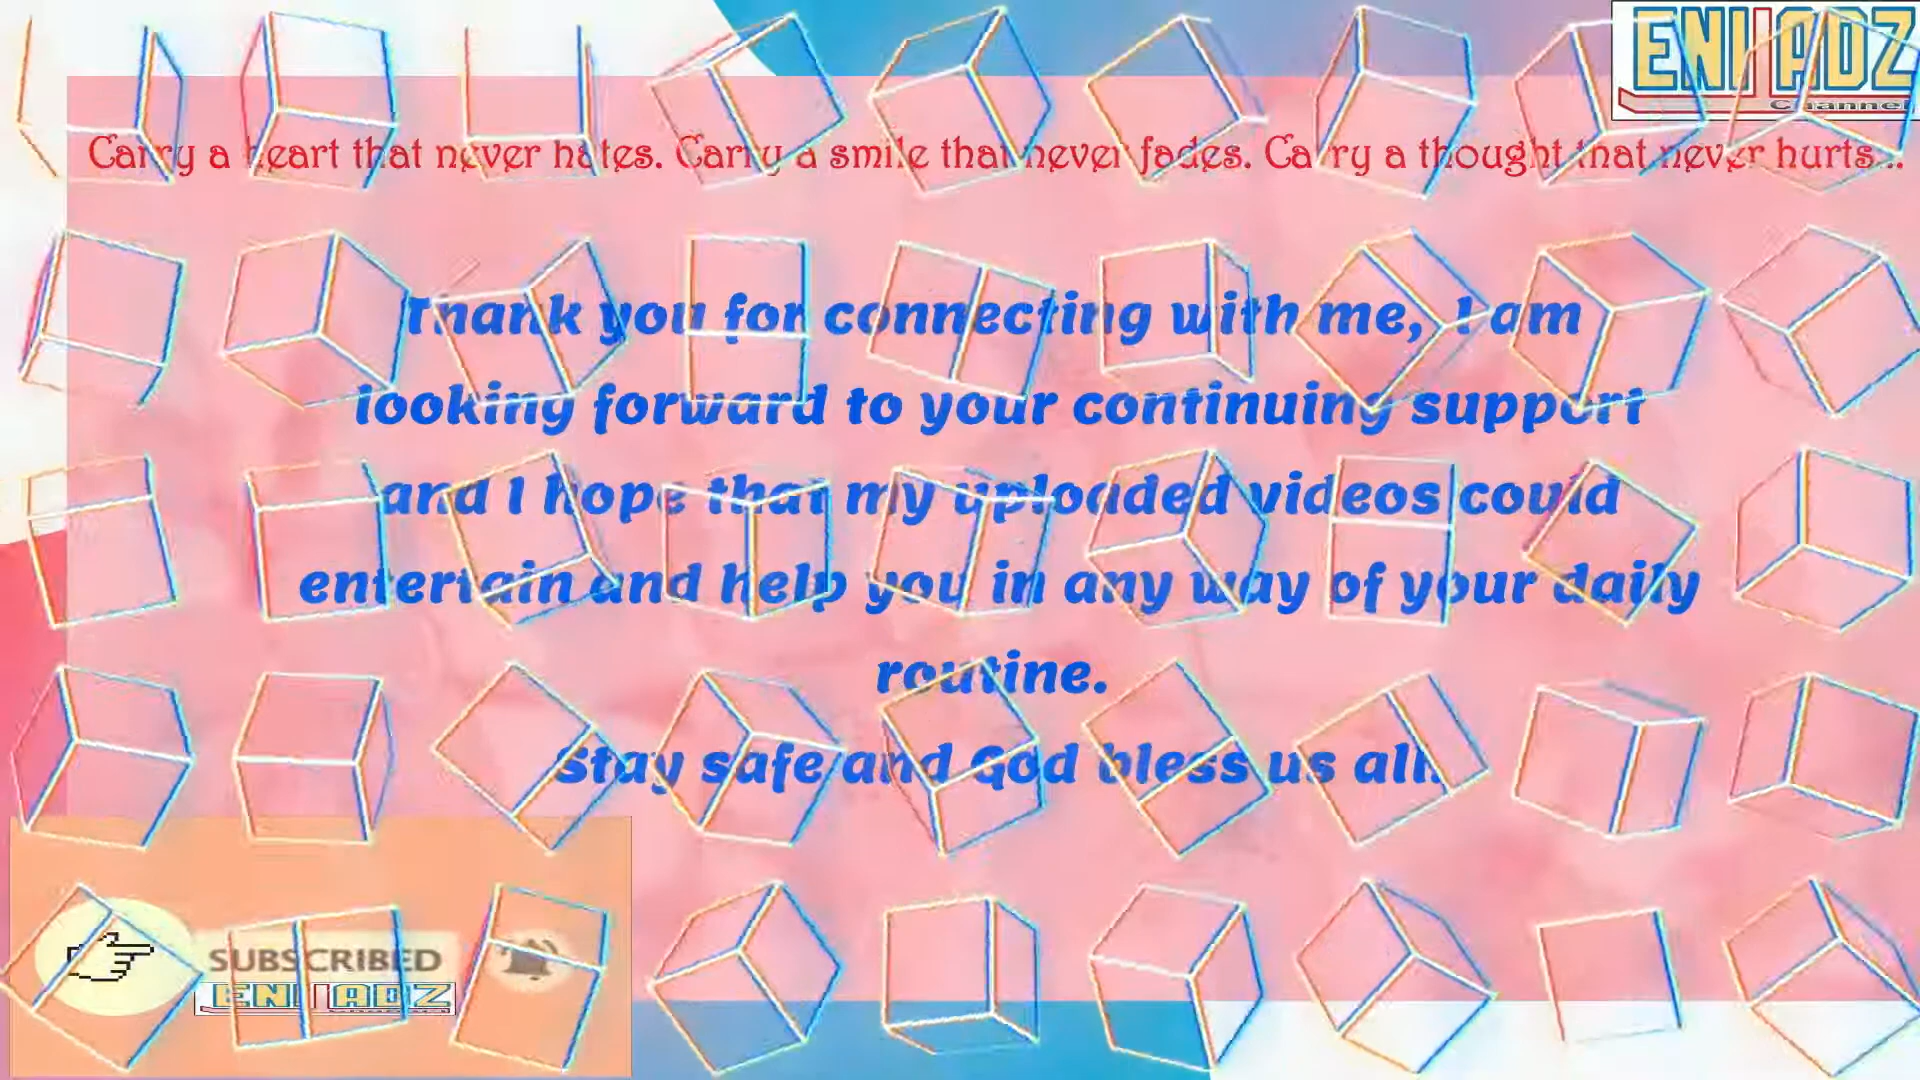 ENIJADZ
Channel
Carry a heart that never hates. Carry a smile that never fades. Carry a thought that never hurts...
Thank you for connecting with me, I am
looking forward to your continuing support
and I hope that my uploaded videos could
entertain and help you in any way of your daily
routine.
Stay safe and God bless us all.
SUBSCRIBED
ENIJADZ